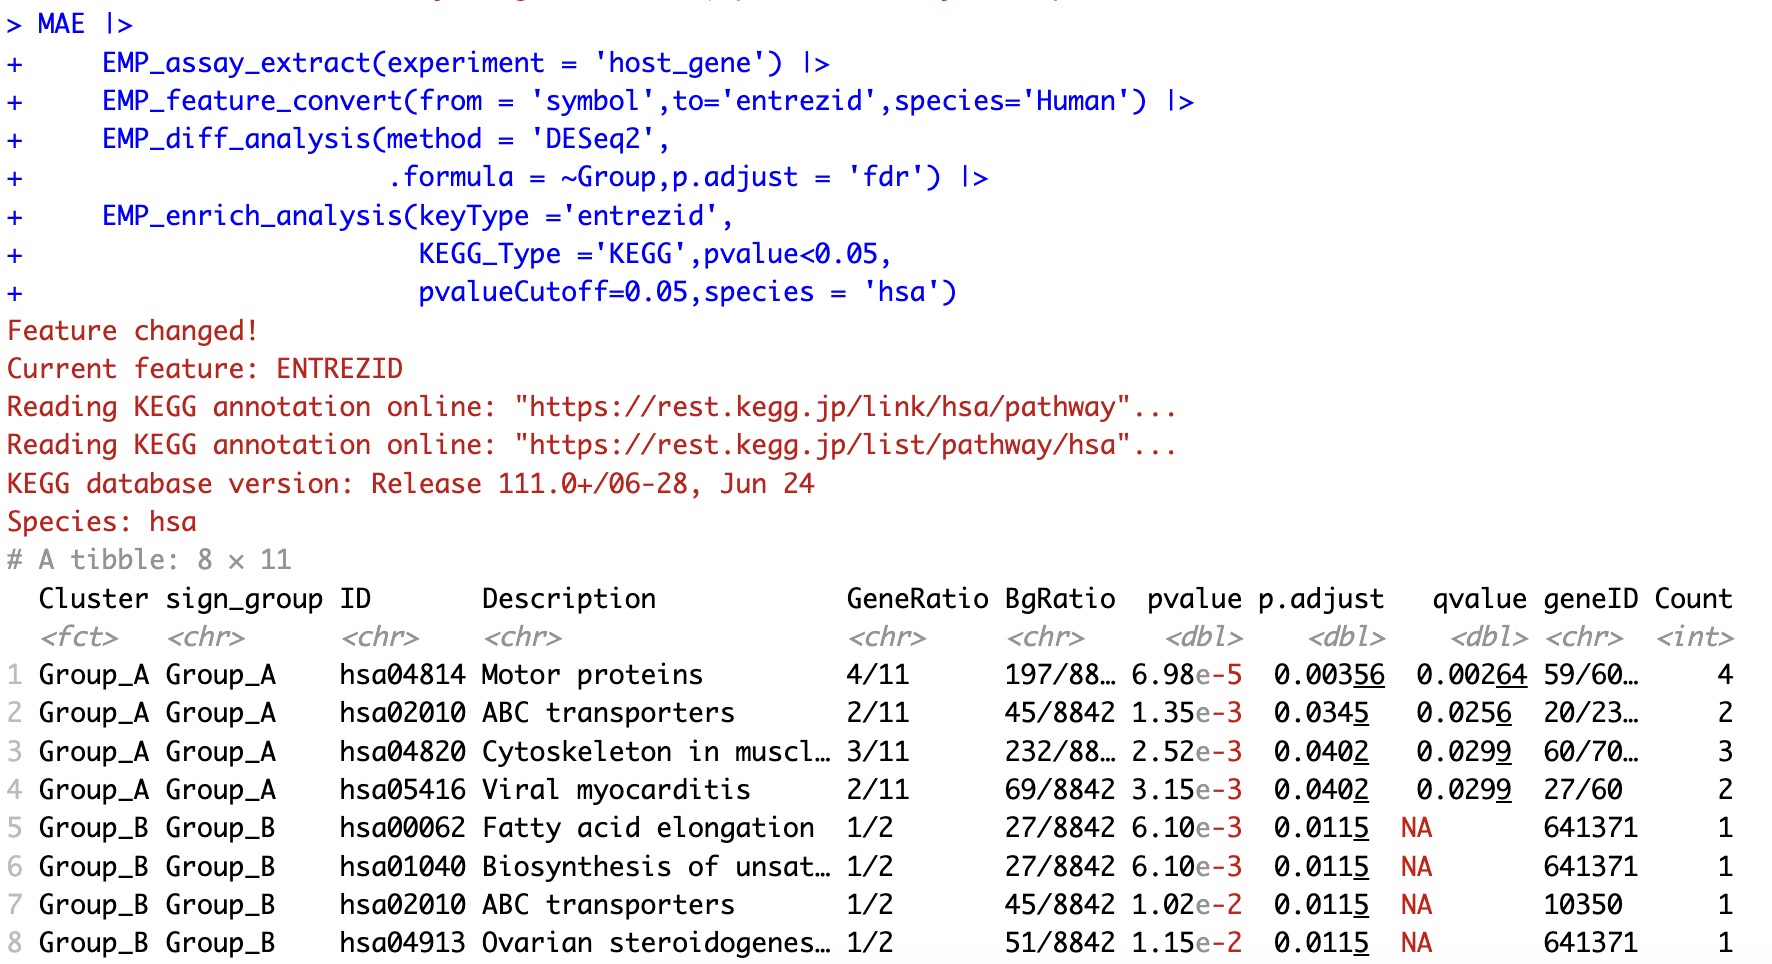 > MAE |>
+     EMP_assay_extract(experiment = 'host_gene') |>
+     EMP_feature_convert(from = 'symbol',to='entrezid',species='Human') |>
+     EMP_diff_analysis(method = 'DESeq2',
+                       .formula = ~Group,p.adjust = 'fdr') |>
+     EMP_enrich_analysis(keyType ='entrezid',
+                         KEGG_Type ='KEGG',pvalue<0.05,
+                         pvalueCutoff=0.05,species = 'hsa')
Feature changed!
Current feature: ENTREZID
Reading KEGG annotation online: "https://rest.kegg.jp/link/hsa/pathway"...
Reading KEGG annotation online: "https://rest.kegg.jp/list/pathway/hsa"...
KEGG database version: Release 111.0+/06-28, Jun 24
Species: hsa
# A tibble: 8 × 11
  Cluster sign_group ID       Description           GeneRatio BgRatio  pvalue p.adjust   qvalue geneID Count
  <fct>   <chr>      <chr>    <chr>                 <chr>     <chr>     <dbl>    <dbl>    <dbl> <chr>  <int>
1 Group_A Group_A    hsa04814 Motor proteins        4/11      197/88… 6.98e-5  0.00356  0.00264 59/60…     4
2 Group_A Group_A    hsa02010 ABC transporters      2/11      45/8842 1.35e-3  0.0345   0.0256  20/23…     2
3 Group_A Group_A    hsa04820 Cytoskeleton in muscl… 3/11      232/88… 2.52e-3  0.0402   0.0299  60/70…     3
4 Group_A Group_A    hsa05416 Viral myocarditis     2/11      69/8842 3.15e-3  0.0402   0.0299  27/60      2
5 Group_B Group_B    hsa00062 Fatty acid elongation 1/2       27/8842 6.10e-3  0.0115  NA       641371     1
6 Group_B Group_B    hsa01040 Biosynthesis of unsat… 1/2       27/8842 6.10e-3  0.0115  NA       641371     1
7 Group_B Group_B    hsa02010 ABC transporters      1/2       45/8842 1.02e-2  0.0115  NA       10350      1
8 Group_B Group_B    hsa04913 Ovarian steroidogenes… 1/2       51/8842 1.15e-2  0.0115  NA       641371     1